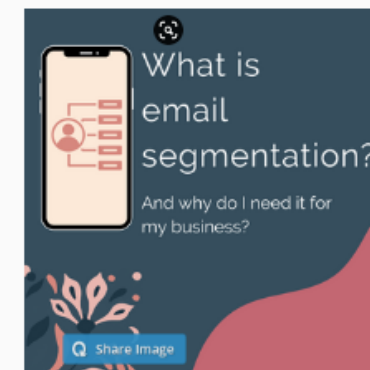 What is
email
segmentation?
And why do I need it for
my business?
Share Image